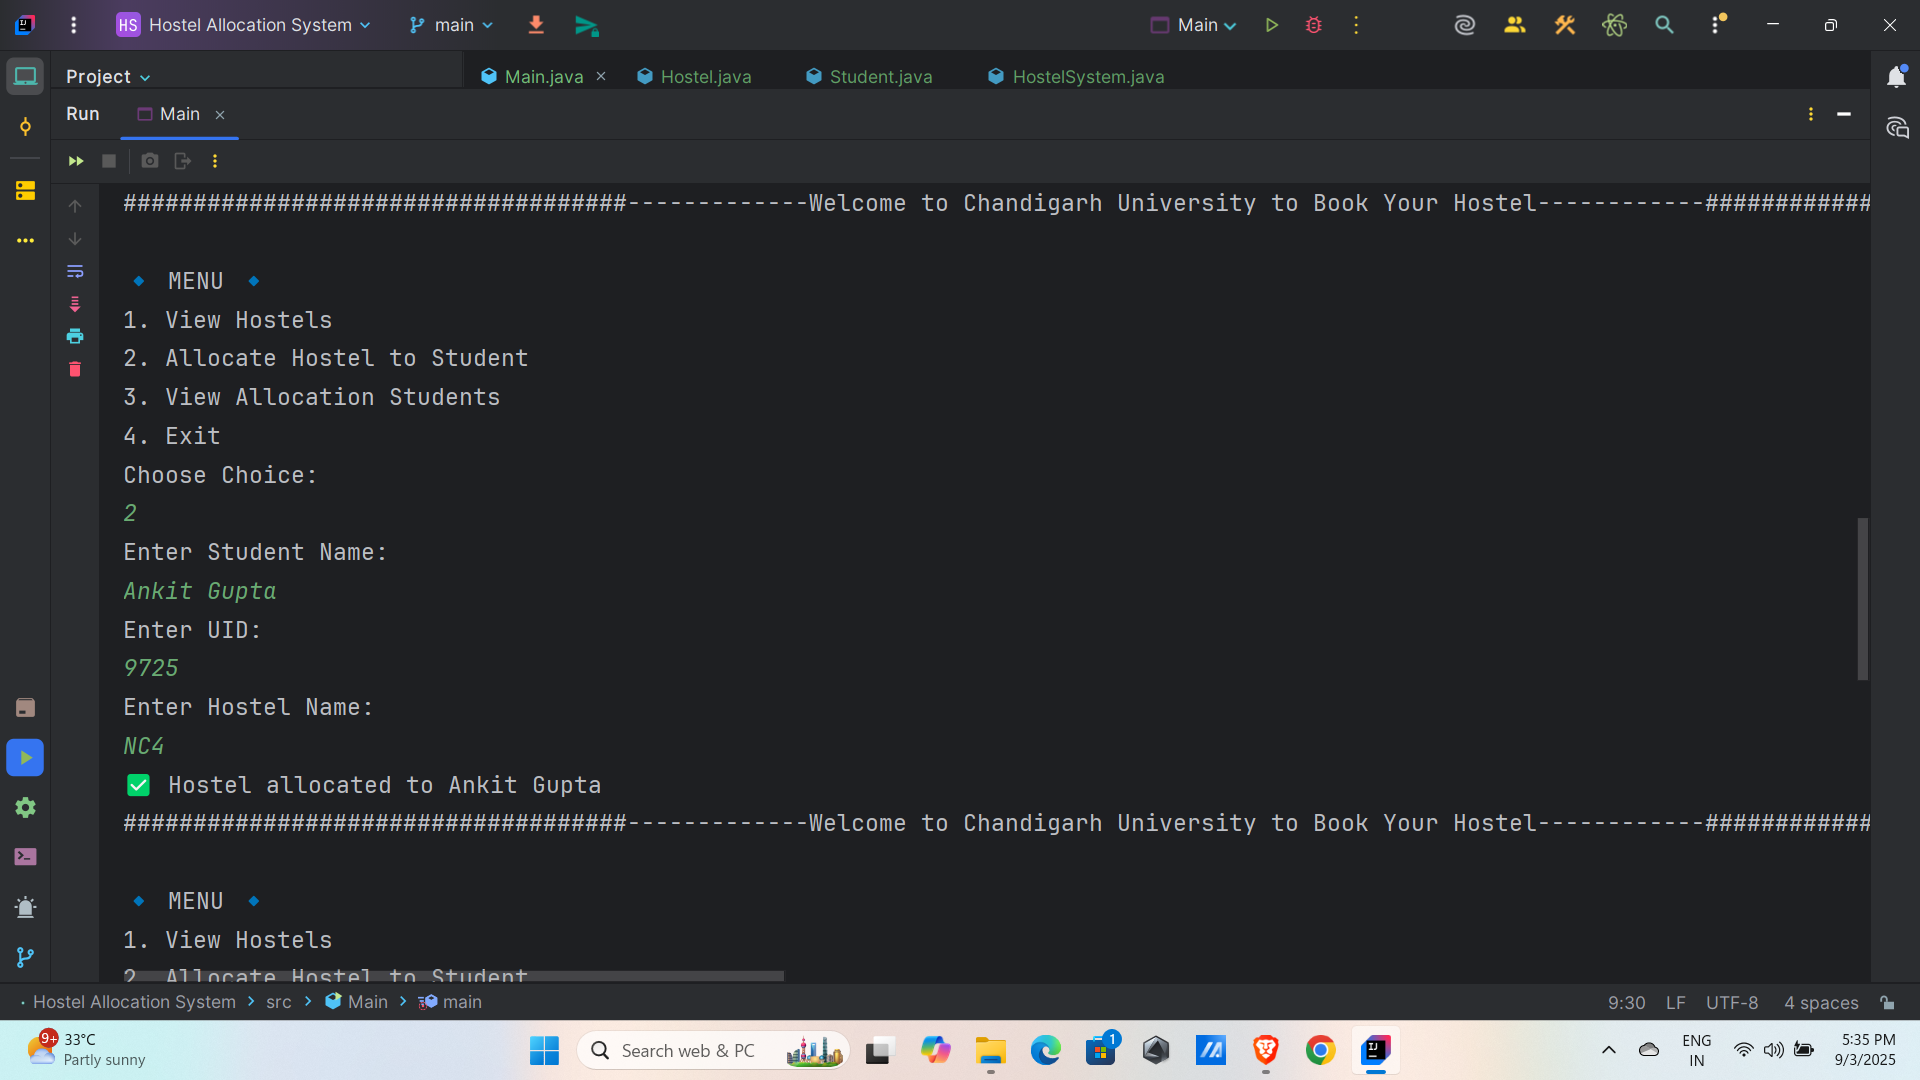 HS Hostel Allocation System main Main
Project Main.java Hostel.java Student.java HostelSystem.java
Run Main
####################################-------------Welcome to Chandigarh University to Book Your Hostel------------############
🔹 MENU 🔹
1. View Hostels
2. Allocate Hostel to Student
3. View Allocation Students
4. Exit
Choose Choice:
2
Enter Student Name:
Ankit Gupta
Enter UID:
9725
Enter Hostel Name:
NC4
✅ Hostel allocated to Ankit Gupta
####################################-------------Welcome to Chandigarh University to Book Your Hostel------------############
🔹 MENU 🔹
1. View Hostels
2. Allocate Hostel to Student
Hostel Allocation System > src > Main > main 9:30 LF UTF-8 4 spaces
9+ 33°C
Partly sunny
Search web & PC
1
ENG
IN
5:35 PM
9/3/2025